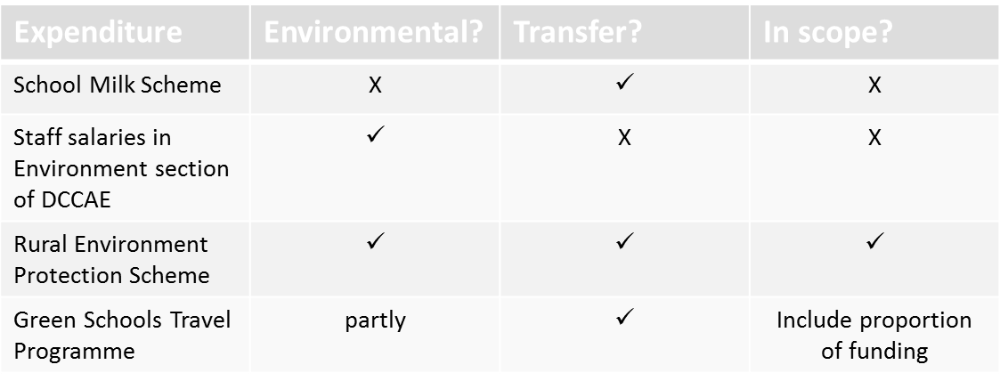 Expenditure Environmental? Transfer? In scope?
School Milk Scheme X ✓ X
Staff salaries in ✓ X X
Environment section
of DCCAE
Rural Environment ✓ ✓ ✓
Protection Scheme
Green Schools Travel partly ✓ Include proportion
Programme of funding